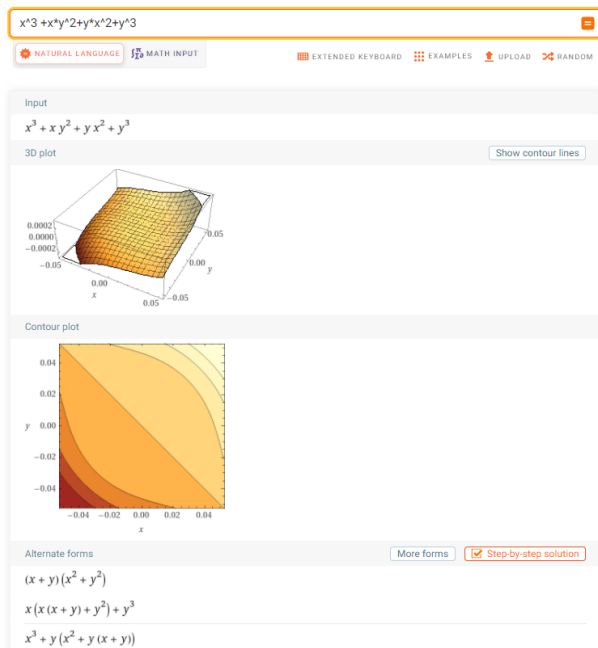 x^3 +x*y^2+y*x^2+y^3
NATURAL LANGUAGE MATH INPUT EXTENDED KEYBOARD EXAMPLES UPLOAD RANDOM
Input
x³ + x y² + y x² + y³
3D plot Show contour lines
0.0002
0.0000
−0.0002
−0.05
0.00
x
0.05
−0.05
0.00
y
0.05
Contour plot
0.04
0.02
y 0.00
−0.02
−0.04
−0.04 −0.02 0.00 0.02 0.04
x
Alternate forms More forms Step-by-step solution
(x + y)(x² + y²)
x(x(x + y) + y²) + y³
x³ + y(x² + y(x + y))